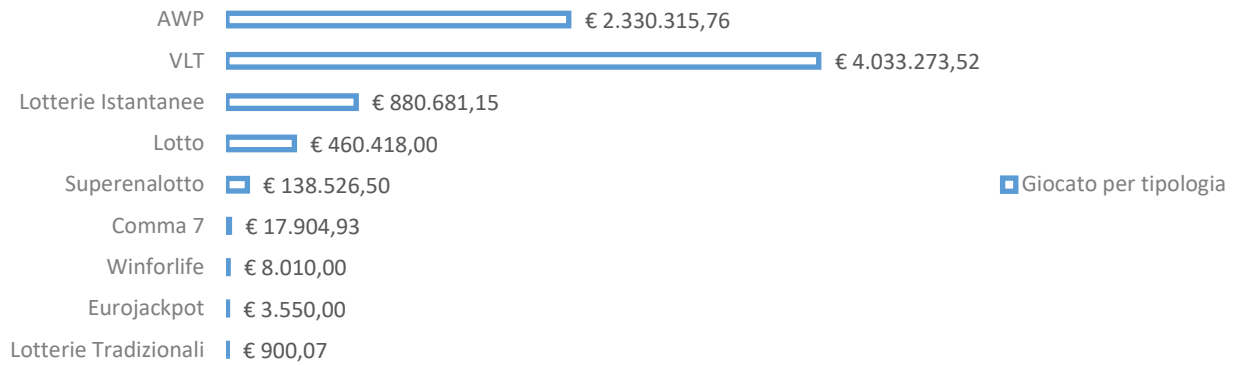 AWP € 2.330.315,76
VLT € 4.033.273,52
Lotterie Istantanee € 880.681,15
Lotto € 460.418,00
Superenalotto € 138.526,50
Giocato per tipologia
Comma 7 € 17.904,93
Winforlife € 8.010,00
Eurojackpot € 3.550,00
Lotterie Tradizionali € 900,07